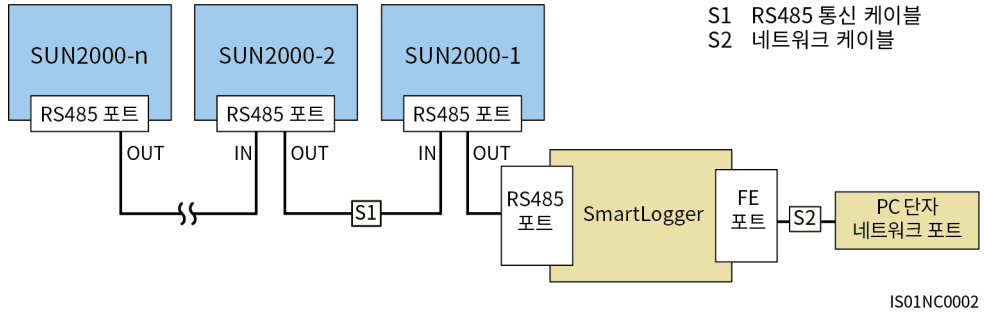 S1 RS485 통신 케이블
S2 네트워크 케이블
SUN2000-n
SUN2000-2
SUN2000-1
RS485 포트
RS485 포트
RS485 포트
OUT
IN
OUT
IN
OUT
S1
RS485
포트
SmartLogger
FE
포트
S2
PC 단자
네트워크 포트
IS01NC0002